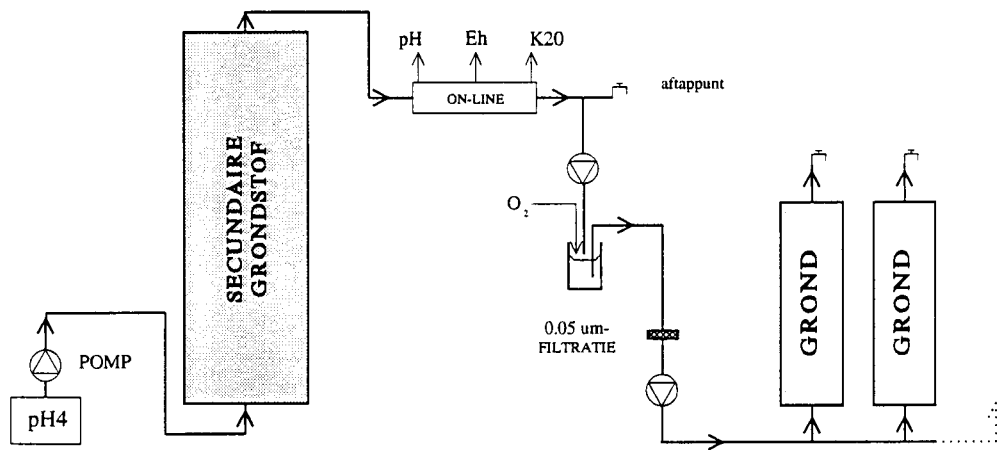 pH Eh K20
ON-LINE
aftappunt
SECUNDAIRE
GRONDSTOF
O2
0.05 um-
FILTRATIE
POMP
pH4
GROND
GROND